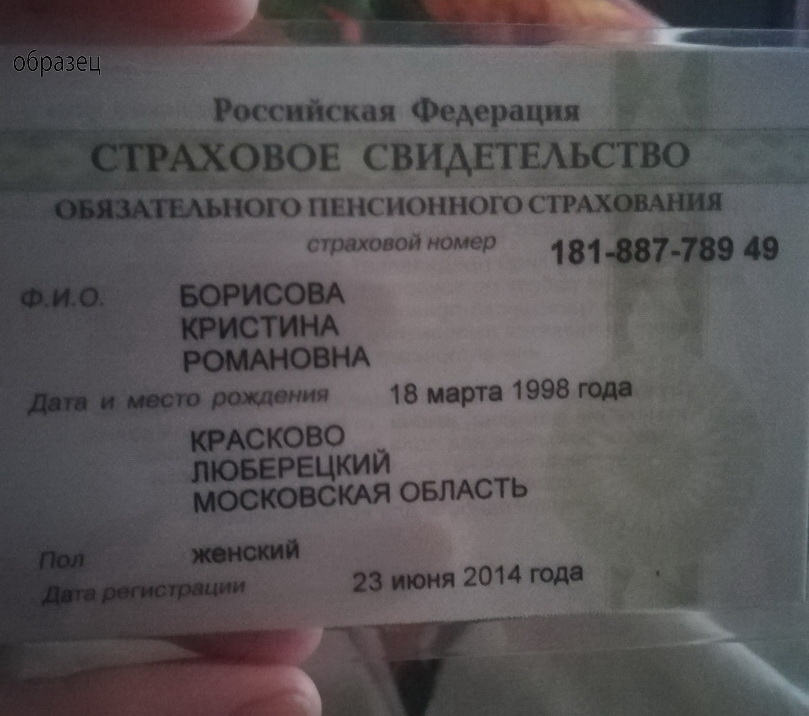 образец
Российская Федерация
СТРАХОВОЕ СВИДЕТЕЛЬСТВО
ОБЯЗАТЕЛЬНОГО ПЕНСИОННОГО СТРАХОВАНИЯ
страховой номер 181-887-789 49
Ф.И.О. БОРИСОВА
КРИСТИНА
РОМАНОВНА
Дата и место рождения 18 марта 1998 года
КРАСКОВО
ЛЮБЕРЕЦКИЙ
МОСКОВСКАЯ ОБЛАСТЬ
Пол женский
Дата регистрации 23 июня 2014 года